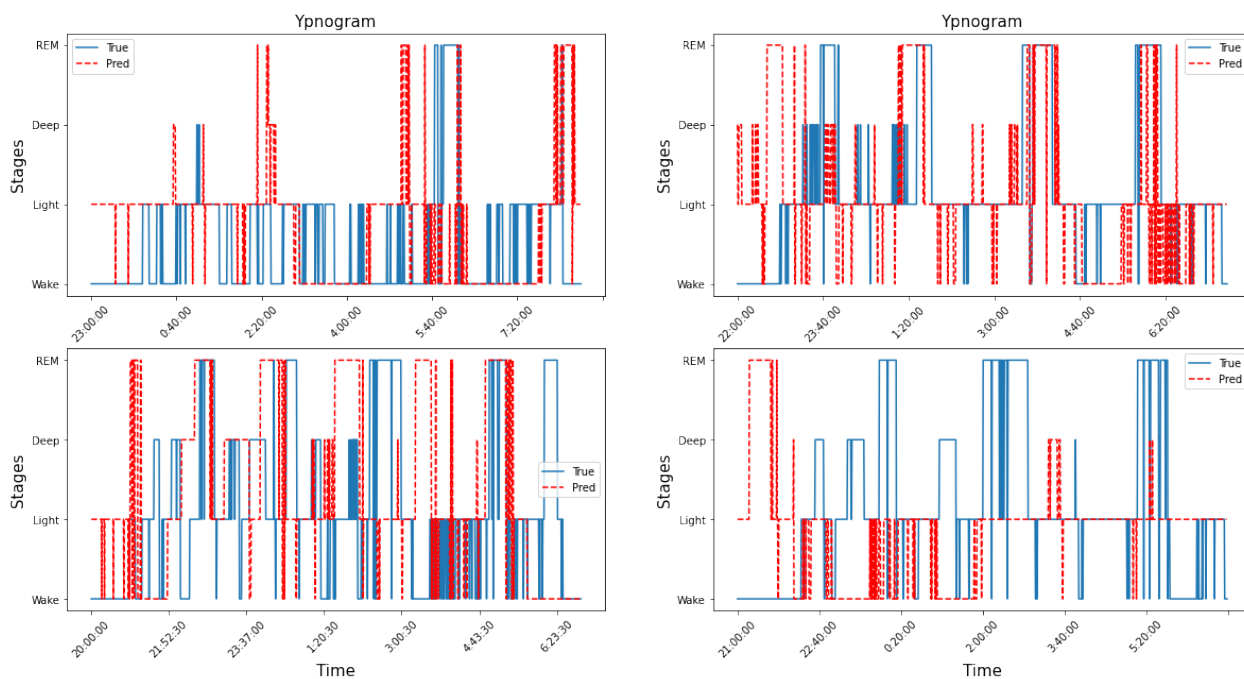 Ypnogram
REM
Deep
Light
Wake
Stages
True
Pred
23:00:00
0:40:00
2:20:00
4:00:00
5:40:00
7:20:00
Ypnogram
REM
Deep
Light
Wake
Stages
True
Pred
22:00:00
23:40:00
1:20:00
3:00:00
4:40:00
6:20:00
REM
Deep
Light
Wake
Stages
True
Pred
20:00:00
21:52:30
23:37:00
1:20:30
3:00:30
4:43:30
6:23:30
Time
REM
Deep
Light
Wake
Stages
True
Pred
21:00:00
22:40:00
0:20:00
2:00:00
3:40:00
5:20:00
Time